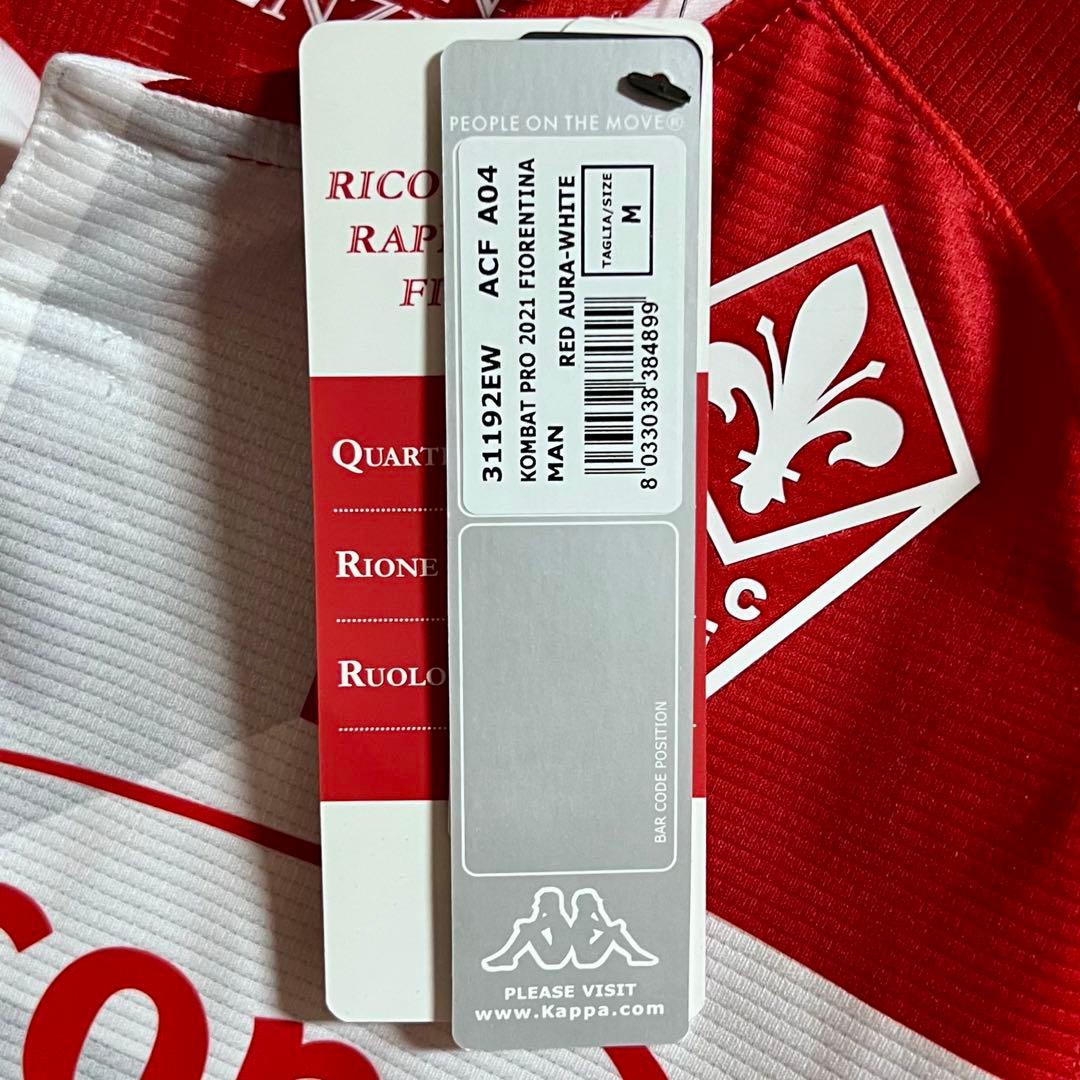 PEOPLE ON THE MOVE®
31192EW ACF A04
KOMBAT PRO 2021 FIORENTINA
MAN RED AURA-WHITE
TAGLIA/SIZE
M
8 033038 384899
BAR CODE POSITION
PLEASE VISIT
www.Kappa.com
RICO
RAP
FI
QUARTI
RIONE
RUOLO
C